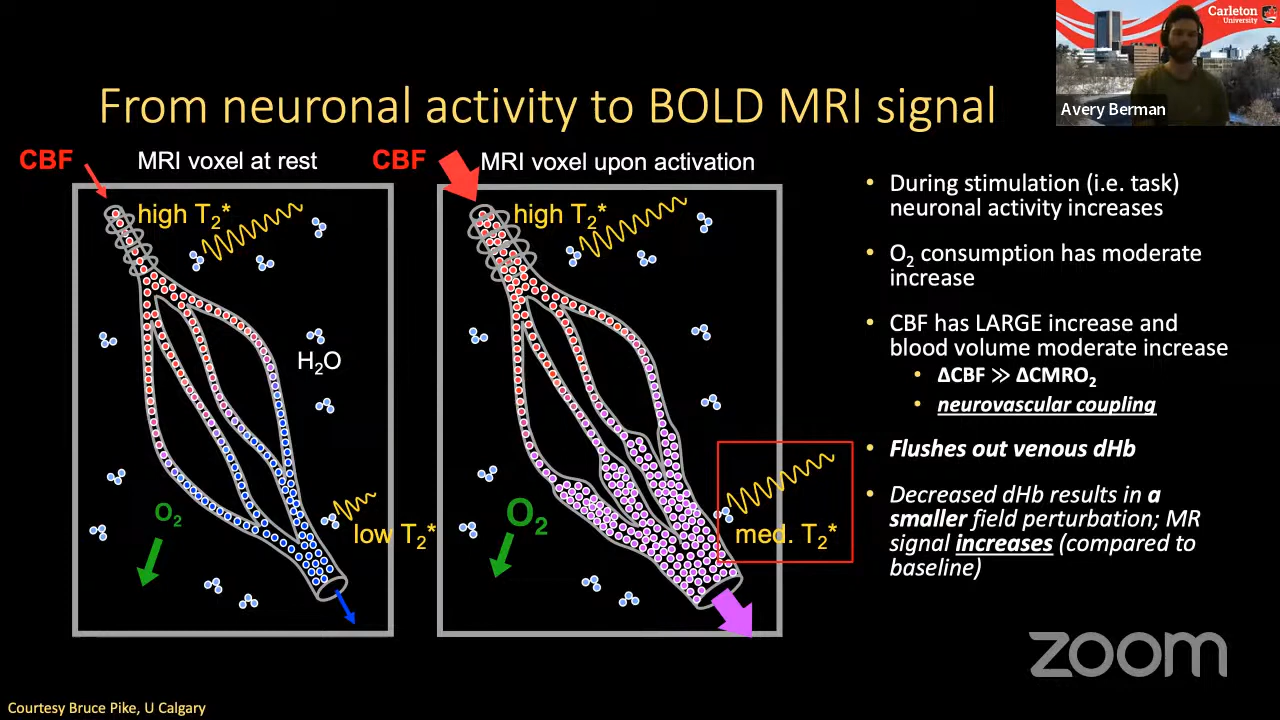 Carleton
University
Avery Berman
From neuronal activity to BOLD MRI signal
CBF
MRI voxel at rest
high T₂*
H₂O
O₂
low T₂*
CBF
MRI voxel upon activation
high T₂*
O₂
med. T₂*
• During stimulation (i.e. task)
neuronal activity increases
• O₂ consumption has moderate
increase
• CBF has LARGE increase and
blood volume moderate increase
• ΔCBF ≫ ΔCMRO₂
• neurovascular coupling
• Flushes out venous dHb
• Decreased dHb results in a
smaller field perturbation; MR
signal increases (compared to
baseline)
zoom
Courtesy Bruce Pike, U Calgary